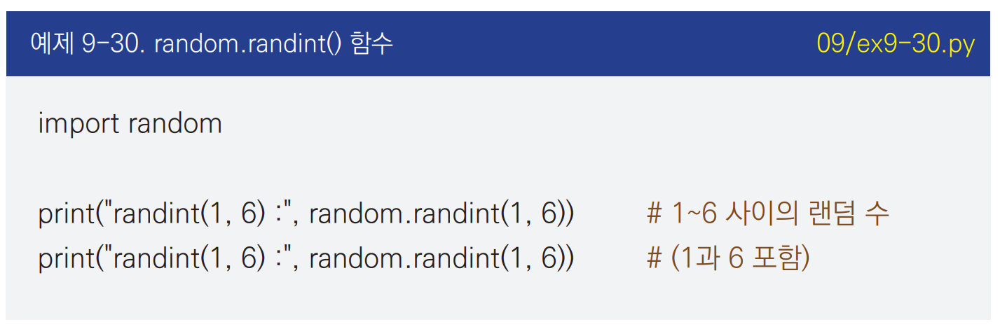 예제 9-30. random.randint() 함수 09/ex9-30.py
import random
print("randint(1, 6) :", random.randint(1, 6)) # 1~6 사이의 랜덤 수
print("randint(1, 6) :", random.randint(1, 6)) # (1과 6 포함)